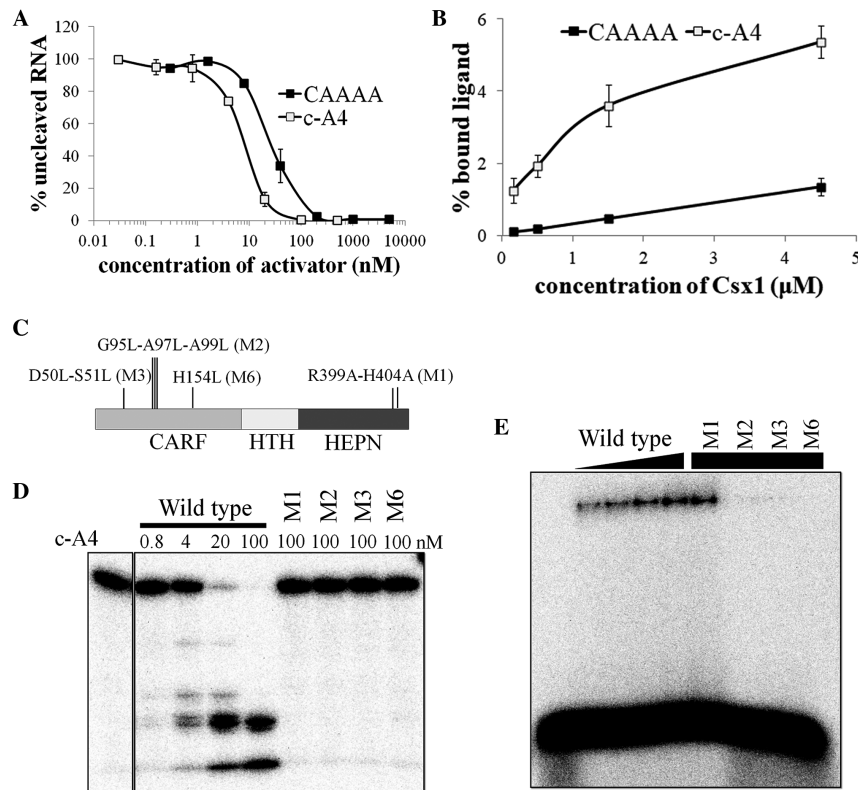 A
120
100
80
60
40
20
0
% uncleaved RNA
CAAAA
c-A4
0.01 0.1 1 10 100 1000 10000
concentration of activator (nM)
B
6
4
2
0
% bound ligand
CAAAA c-A4
0 1 2 3 4 5
concentration of Csx1 (µM)
C
G95L-A97L-A99L (M2)
D50L-S51L (M3) H154L (M6) R399A-H404A (M1)
CARF HTH HEPN
D
Wild type M1 M2 M3 M6
c-A4 0.8 4 20 100 100 100 100 100 nM
E
Wild type M1 M2 M3 M6